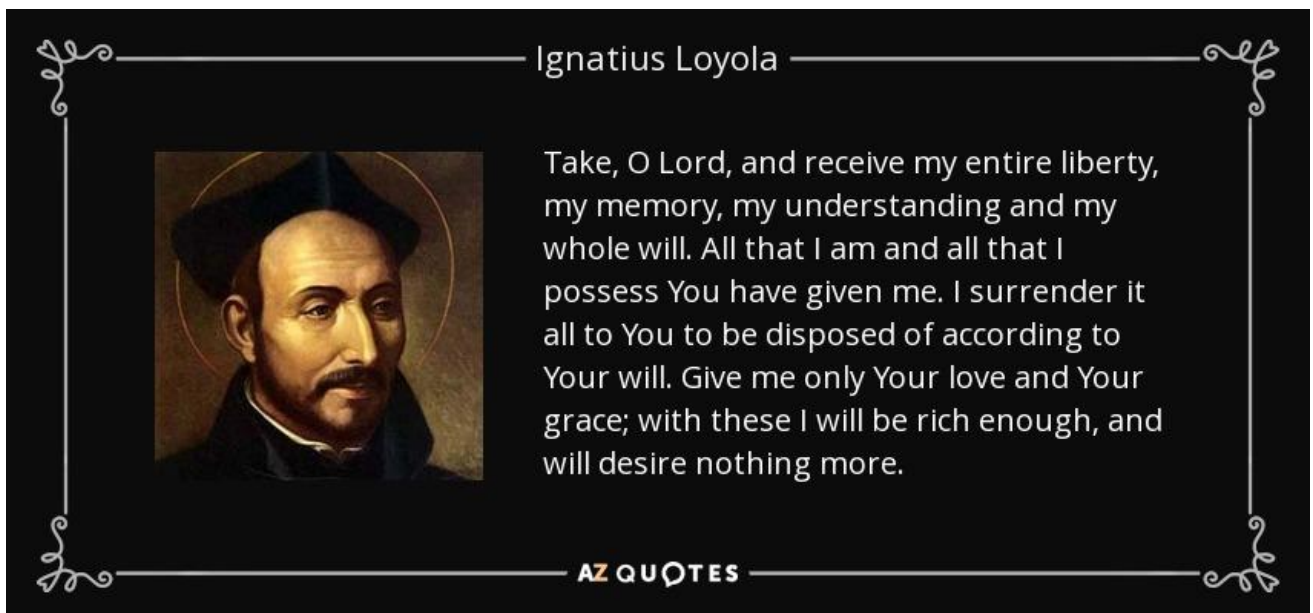 Ignatius Loyola
Take, O Lord, and receive my entire liberty,
my memory, my understanding and my
whole will. All that I am and all that I
possess You have given me. I surrender it
all to You to be disposed of according to
Your will. Give me only Your love and Your
grace; with these I will be rich enough, and
will desire nothing more.
AZ QUOTES